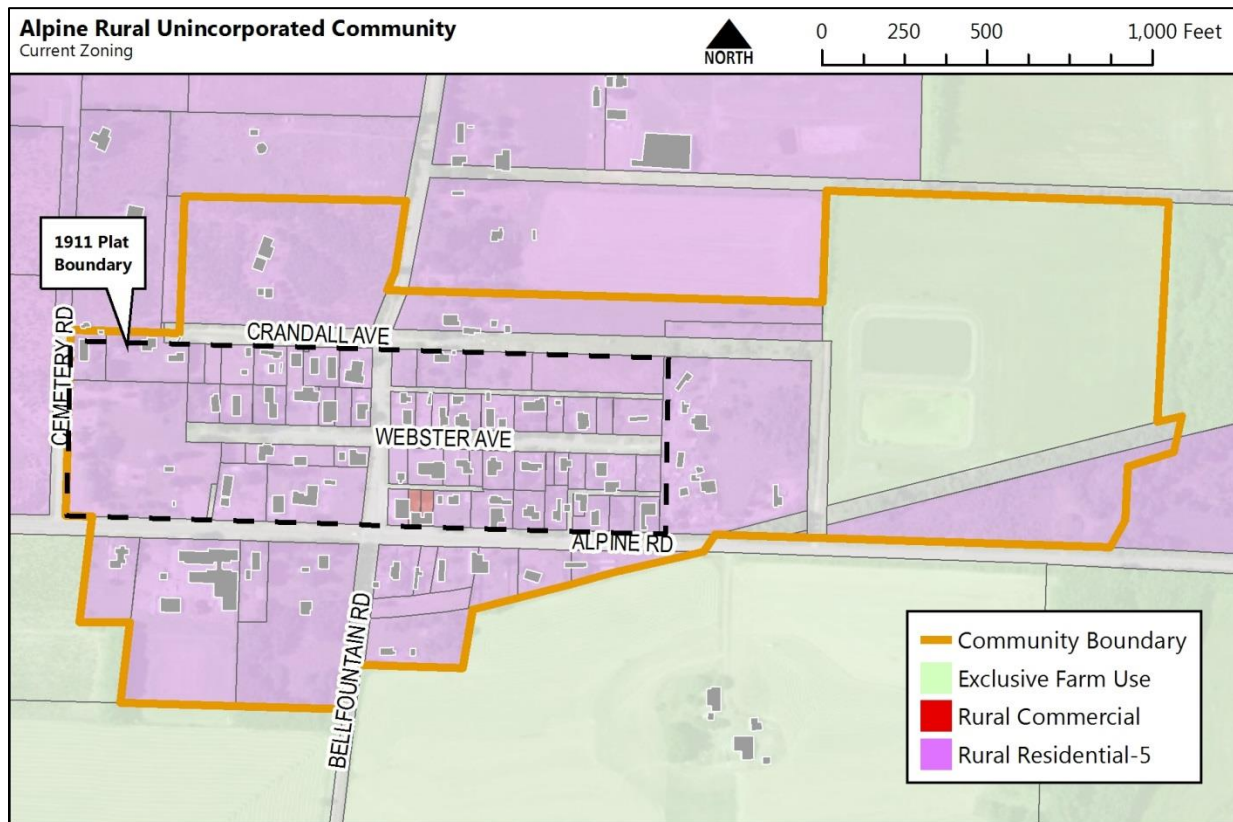 Alpine Rural Unincorporated Community
Current Zoning
NORTH
0 250 500 1,000 Feet
1911 Plat
Boundary
CEMETERY RD
CRANDALL AVE
WEBSTER AVE
ALPINE RD
BELLFOUNTAIN RD
Community Boundary
Exclusive Farm Use
Rural Commercial
Rural Residential-5